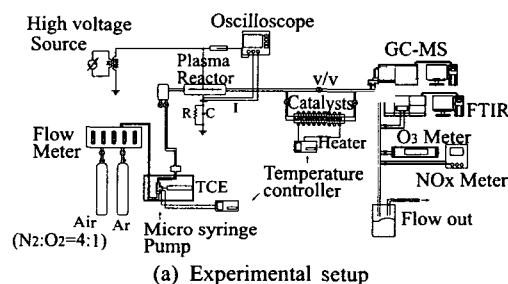 High voltage
Source
Oscilloscope
Plasma
Reactor
GC-MS
V/V
I
R
C
Catalysts
FTIR
Flow
Meter
O3 Meter
Heater
NOx Meter
TCE
Temperature
controller
Air
Ar
(N2:O2=4:1)
Micro syringe
Pump
Flow out
(a) Experimental setup